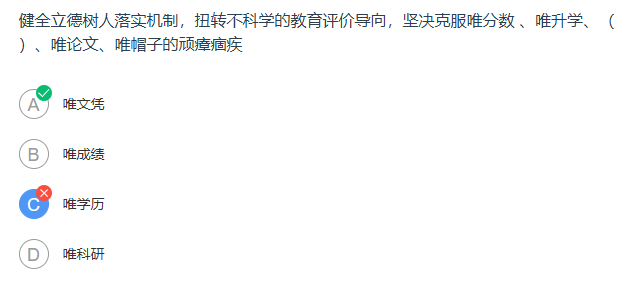 健全立德树人落实机制，扭转不科学的教育评价导向，坚决克服唯分数 、唯升学、（
）、唯论文、唯帽子的顽瘴痼疾
A 唯文凭
B 唯成绩
C 唯学历
D 唯科研